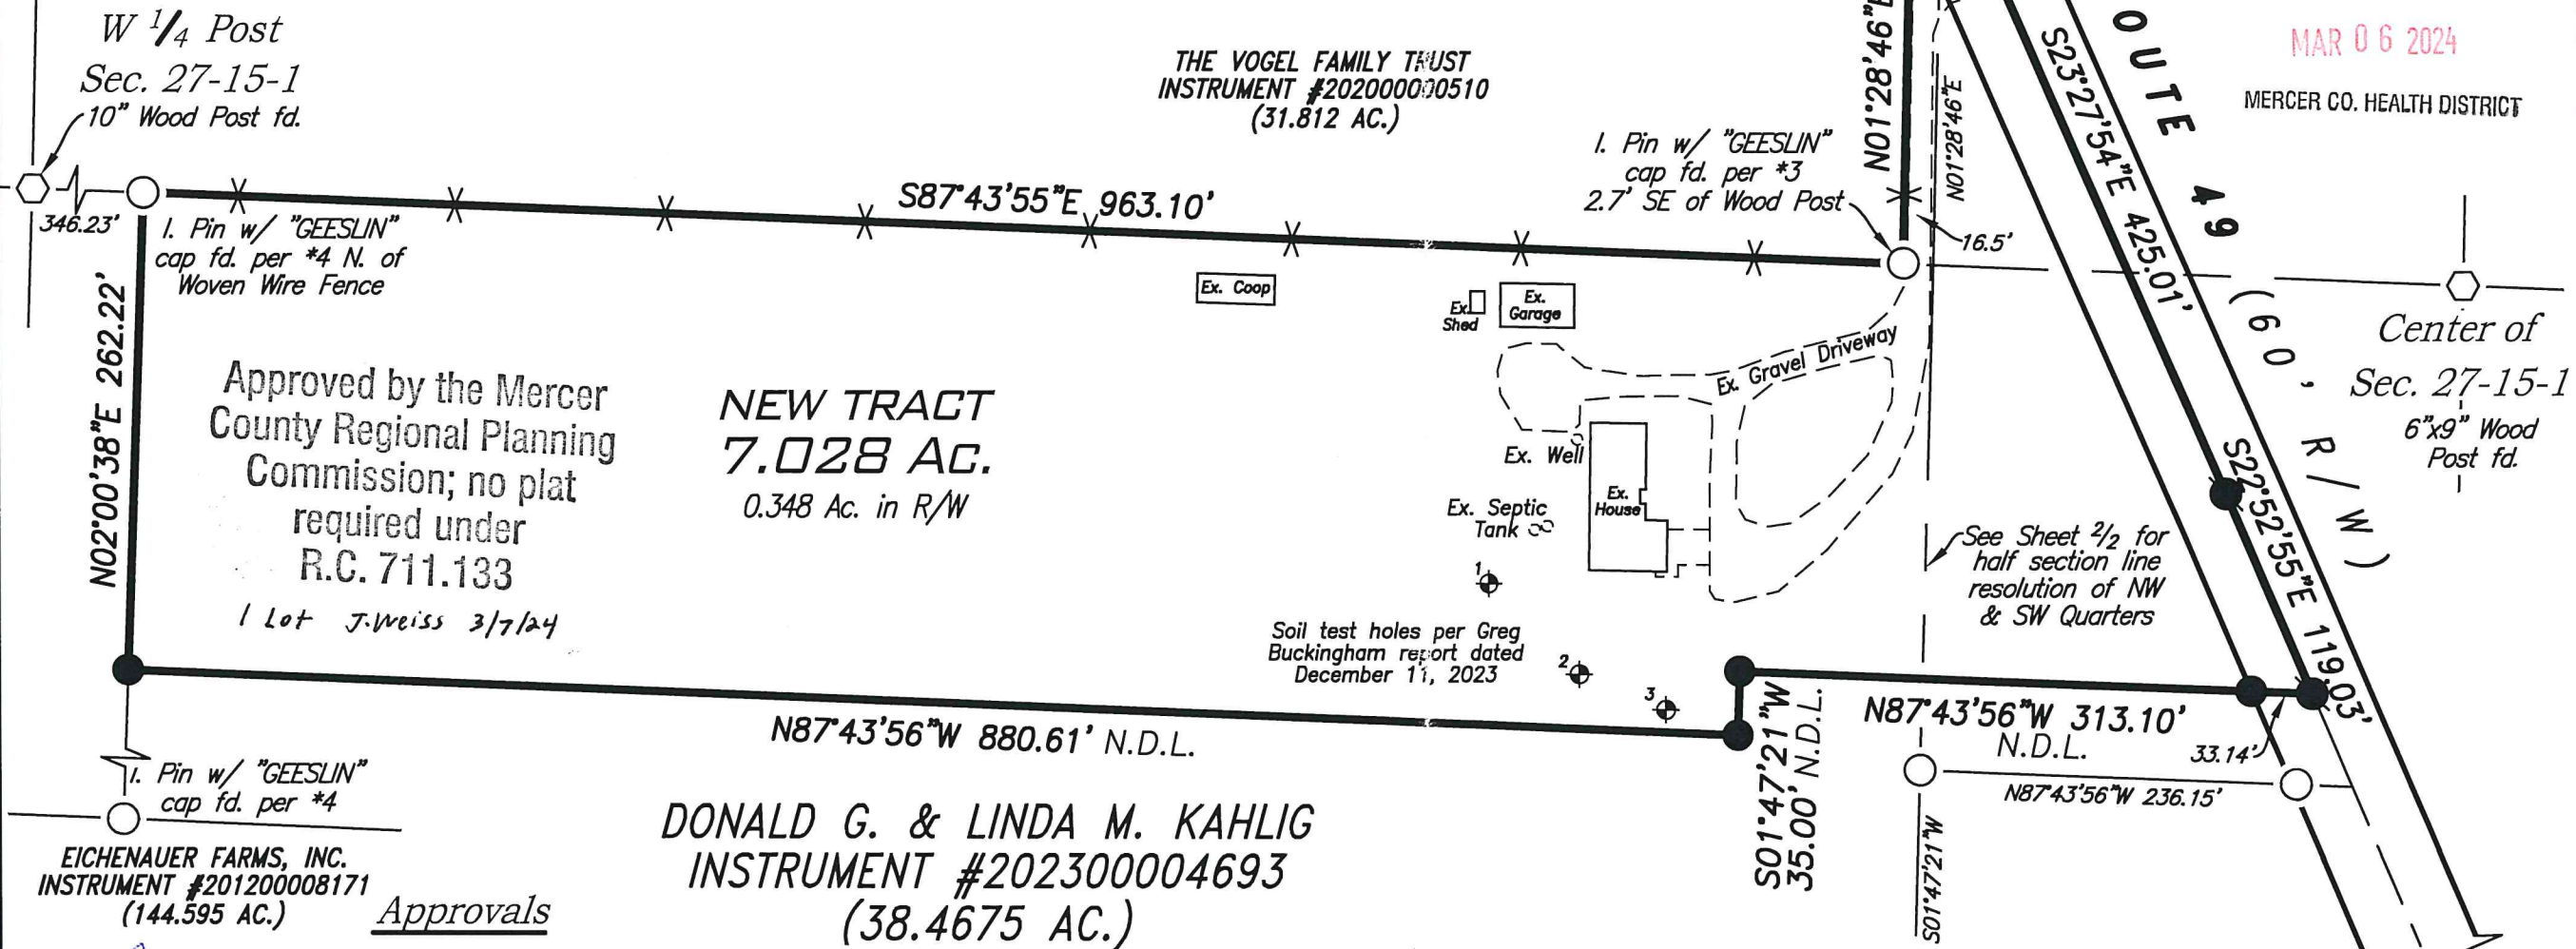 W 1/4 Post
Sec. 27-15-1
10" Wood Post fd.
346.23'
I. Pin w/ "GEESLIN"
cap fd. per *4 N. of
Woven Wire Fence
N02°00'38"E 262.22'
S87°43'55"E 963.10'
THE VOGEL FAMILY TRUST
INSTRUMENT #202000000510
(31.812 AC.)
I. Pin w/ "GEESLIN"
cap fd. per *3
2.7' SE of Wood Post
N01°28'46"E
N01°28'46"E
16.5'
S23°27'54"E 425.01'
OUTE 49 (60' R/W)
MAR 06 2024
MERCER CO. HEALTH DISTRICT
Center of
Sec. 27-15-1
6"x9" Wood
Post fd.
Approved by the Mercer
County Regional Planning
Commission; no plat
required under
R.C. 711.133
1 Lot J.Weiss 3/7/24
NEW TRACT
7.028 Ac.
0.348 Ac. in R/W
Ex. Coop
Ex.
Shed
Ex.
Garage
Ex. Gravel Driveway
Ex. Well
Ex.
House
Ex. Septic
Tank
1
2
3
Soil test holes per Greg
Buckingham report dated
December 11, 2023
See Sheet 2/2 for
half section line
resolution of NW
& SW Quarters
S22°52'55"E 119.03'
N87°43'56"W 880.61' N.D.L.
S01°47'21"W
35.00' N.D.L.
N87°43'56"W 313.10'
N.D.L.
33.14'
N87°43'56"W 236.15'
S01°47'21"W
I. Pin w/ "GEESLIN"
cap fd. per *4
EICHENAUER FARMS, INC.
INSTRUMENT #201200008171
(144.595 AC.)
Approvals
DONALD G. & LINDA M. KAHLIG
INSTRUMENT #202300004693
(38.4675 AC.)